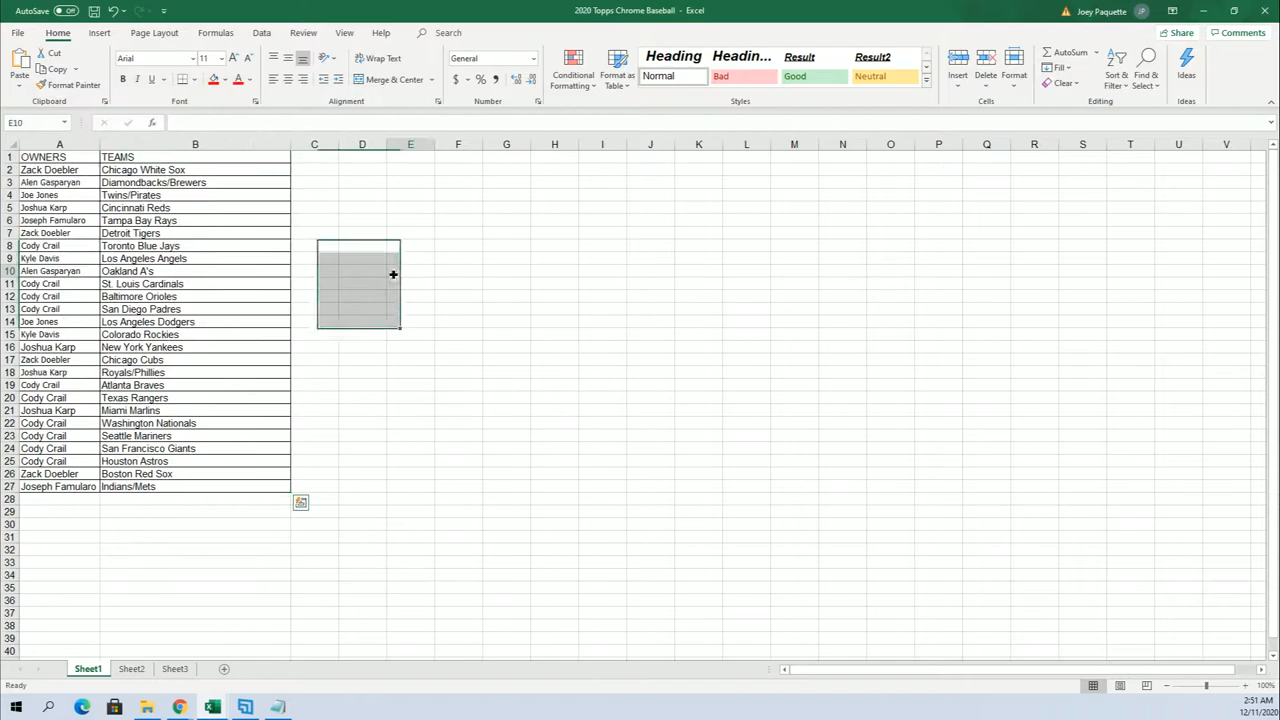 AutoSave Off 2020 Topps Chrome Baseball - Excel Joey Paquette JP
File Home Insert Page Layout Formulas Data Review View Help Search Share Comments
Paste Cut Copy Format Painter Clipboard
Arial 11 B I U A A Font
Wrap Text Merge & Center Alignment
General $ % Number
Conditional Formatting Format as Table
Heading Headin... Result Result2
Normal Bad Good Neutral Styles
Insert Delete Format Cells
AutoSum Fill Clear Sort & Filter Find & Select Editing
Ideas Ideas
E10 fx
A B C D E F G H I J K L M N O P Q R S T U V
1 OWNERS TEAMS
2 Zack Doebler Chicago White Sox
3 Alen Gasparyan Diamondbacks/Brewers
4 Joe Jones Twins/Pirates
5 Joshua Karp Cincinnati Reds
6 Joseph Famularo Tampa Bay Rays
7 Zack Doebler Detroit Tigers
8 Cody Crail Toronto Blue Jays
9 Kyle Davis Los Angeles Angels
10 Alen Gasparyan Oakland A's
11 Cody Crail St. Louis Cardinals
12 Cody Crail Baltimore Orioles
13 Cody Crail San Diego Padres
14 Joe Jones Los Angeles Dodgers
15 Kyle Davis Colorado Rockies
16 Joshua Karp New York Yankees
17 Zack Doebler Chicago Cubs
18 Joshua Karp Royals/Phillies
19 Cody Crail Atlanta Braves
20 Cody Crail Texas Rangers
21 Joshua Karp Miami Marlins
22 Cody Crail Washington Nationals
23 Cody Crail Seattle Mariners
24 Cody Crail San Francisco Giants
25 Cody Crail Houston Astros
26 Zack Doebler Boston Red Sox
27 Joseph Famularo Indians/Mets
28
29
30
31
32
33
34
35
36
37
38
39
40
Sheet1 Sheet2 Sheet3
Ready 100%
2:51 AM
12/11/2020